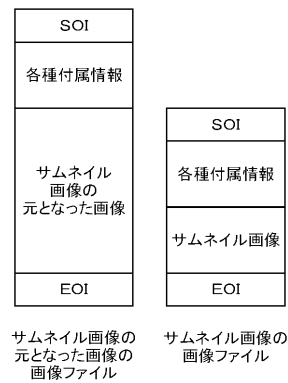 SOI
各種付属情報
サムネイル
画像の
元となった画像
EOI
サムネイル画像の
元となった画像の
画像ファイル
SOI
各種付属情報
サムネイル画像
EOI
サムネイル画像の
画像ファイル